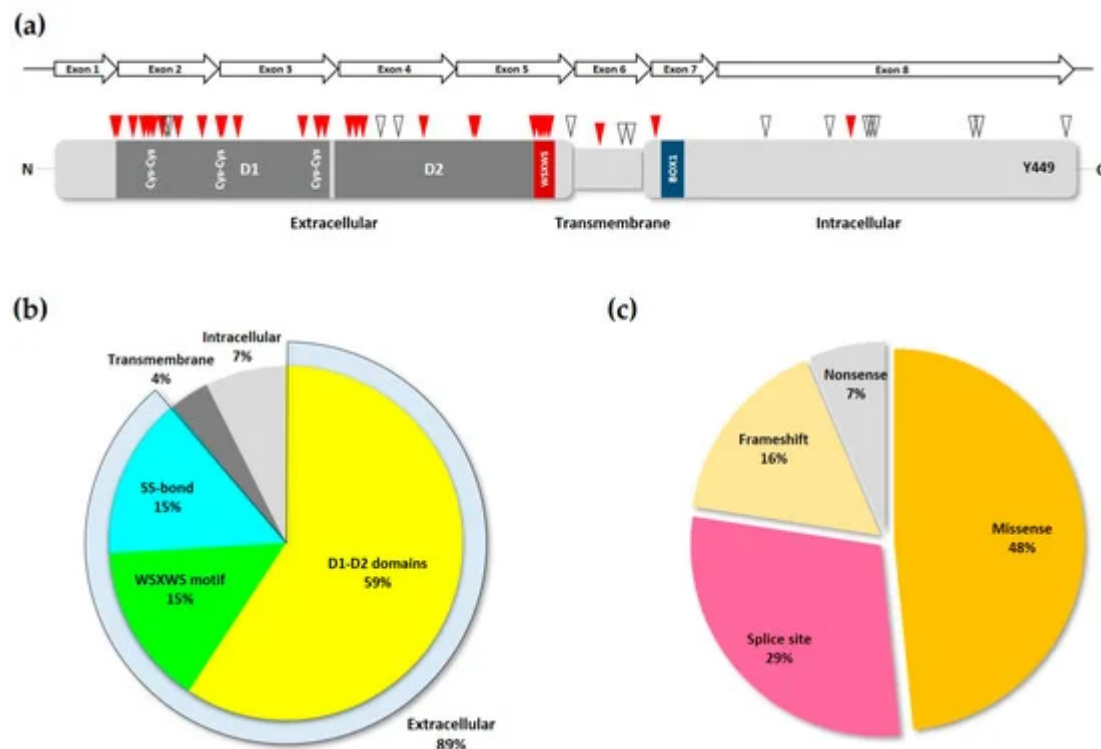 (a)
Exon 1 Exon 2 Exon 3 Exon 4 Exon 5 Exon 6 Exon 7 Exon 8
N Cys-Cys Cys-Cys D1 Cys-Cys D2 WSXWS BOX1 Y449 C
Extracellular Transmembrane Intracellular
(b)
(c)
Intracellular
7%
Transmembrane
4%
SS-bond
15%
WSXWS motif
15%
D1-D2 domains
59%
Extracellular
89%
Nonsense
7%
Frameshift
16%
Missense
48%
Splice site
29%